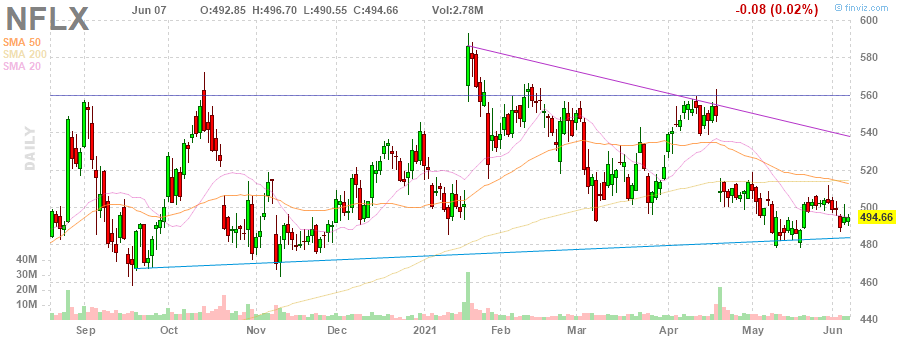 NFLX Jun 07 O:492.85 H:496.70 L:490.55 C:494.66 Vol:2.78M -0.08 (0.02%) © finviz.com
SMA 50
SMA 200
SMA 20
DAILY
600
580
560
540
520
500
494.66
480
460
440
40M
30M
20M
10M
Sep Oct Nov Dec 2021 Feb Mar Apr May Jun